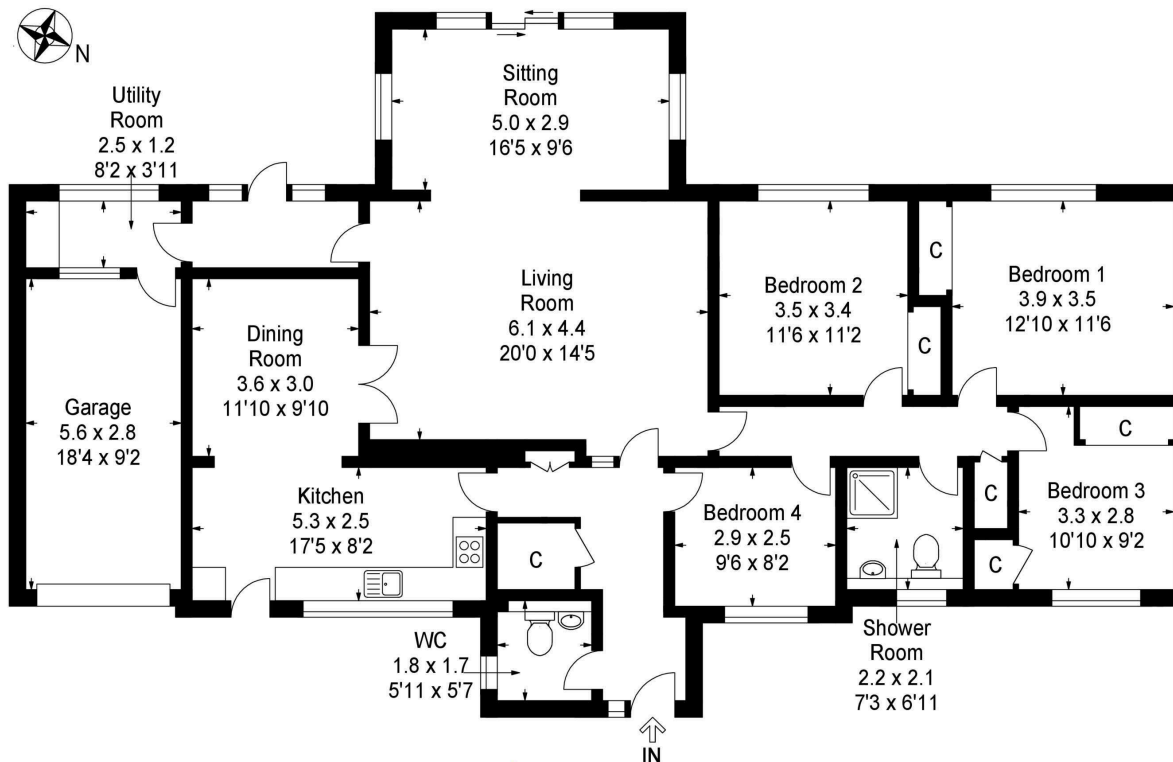 N
Utility
Room
2.5 x 1.2
8'2 x 3'11
Sitting
Room
5.0 x 2.9
16'5 x 9'6
Living
Room
6.1 x 4.4
20'0 x 14'5
Bedroom 2
3.5 x 3.4
11'6 x 11'2
C
C
Bedroom 1
3.9 x 3.5
12'10 x 11'6
Dining
Room
3.6 x 3.0
11'10 x 9'10
Garage
5.6 x 2.8
18'4 x 9'2
Kitchen
5.3 x 2.5
17'5 x 8'2
C
Bedroom 4
2.9 x 2.5
9'6 x 8'2
C
C
C
Bedroom 3
3.3 x 2.8
10'10 x 9'2
WC
1.8 x 1.7
5'11 x 5'7
Shower
Room
2.2 x 2.1
7'3 x 6'11
IN